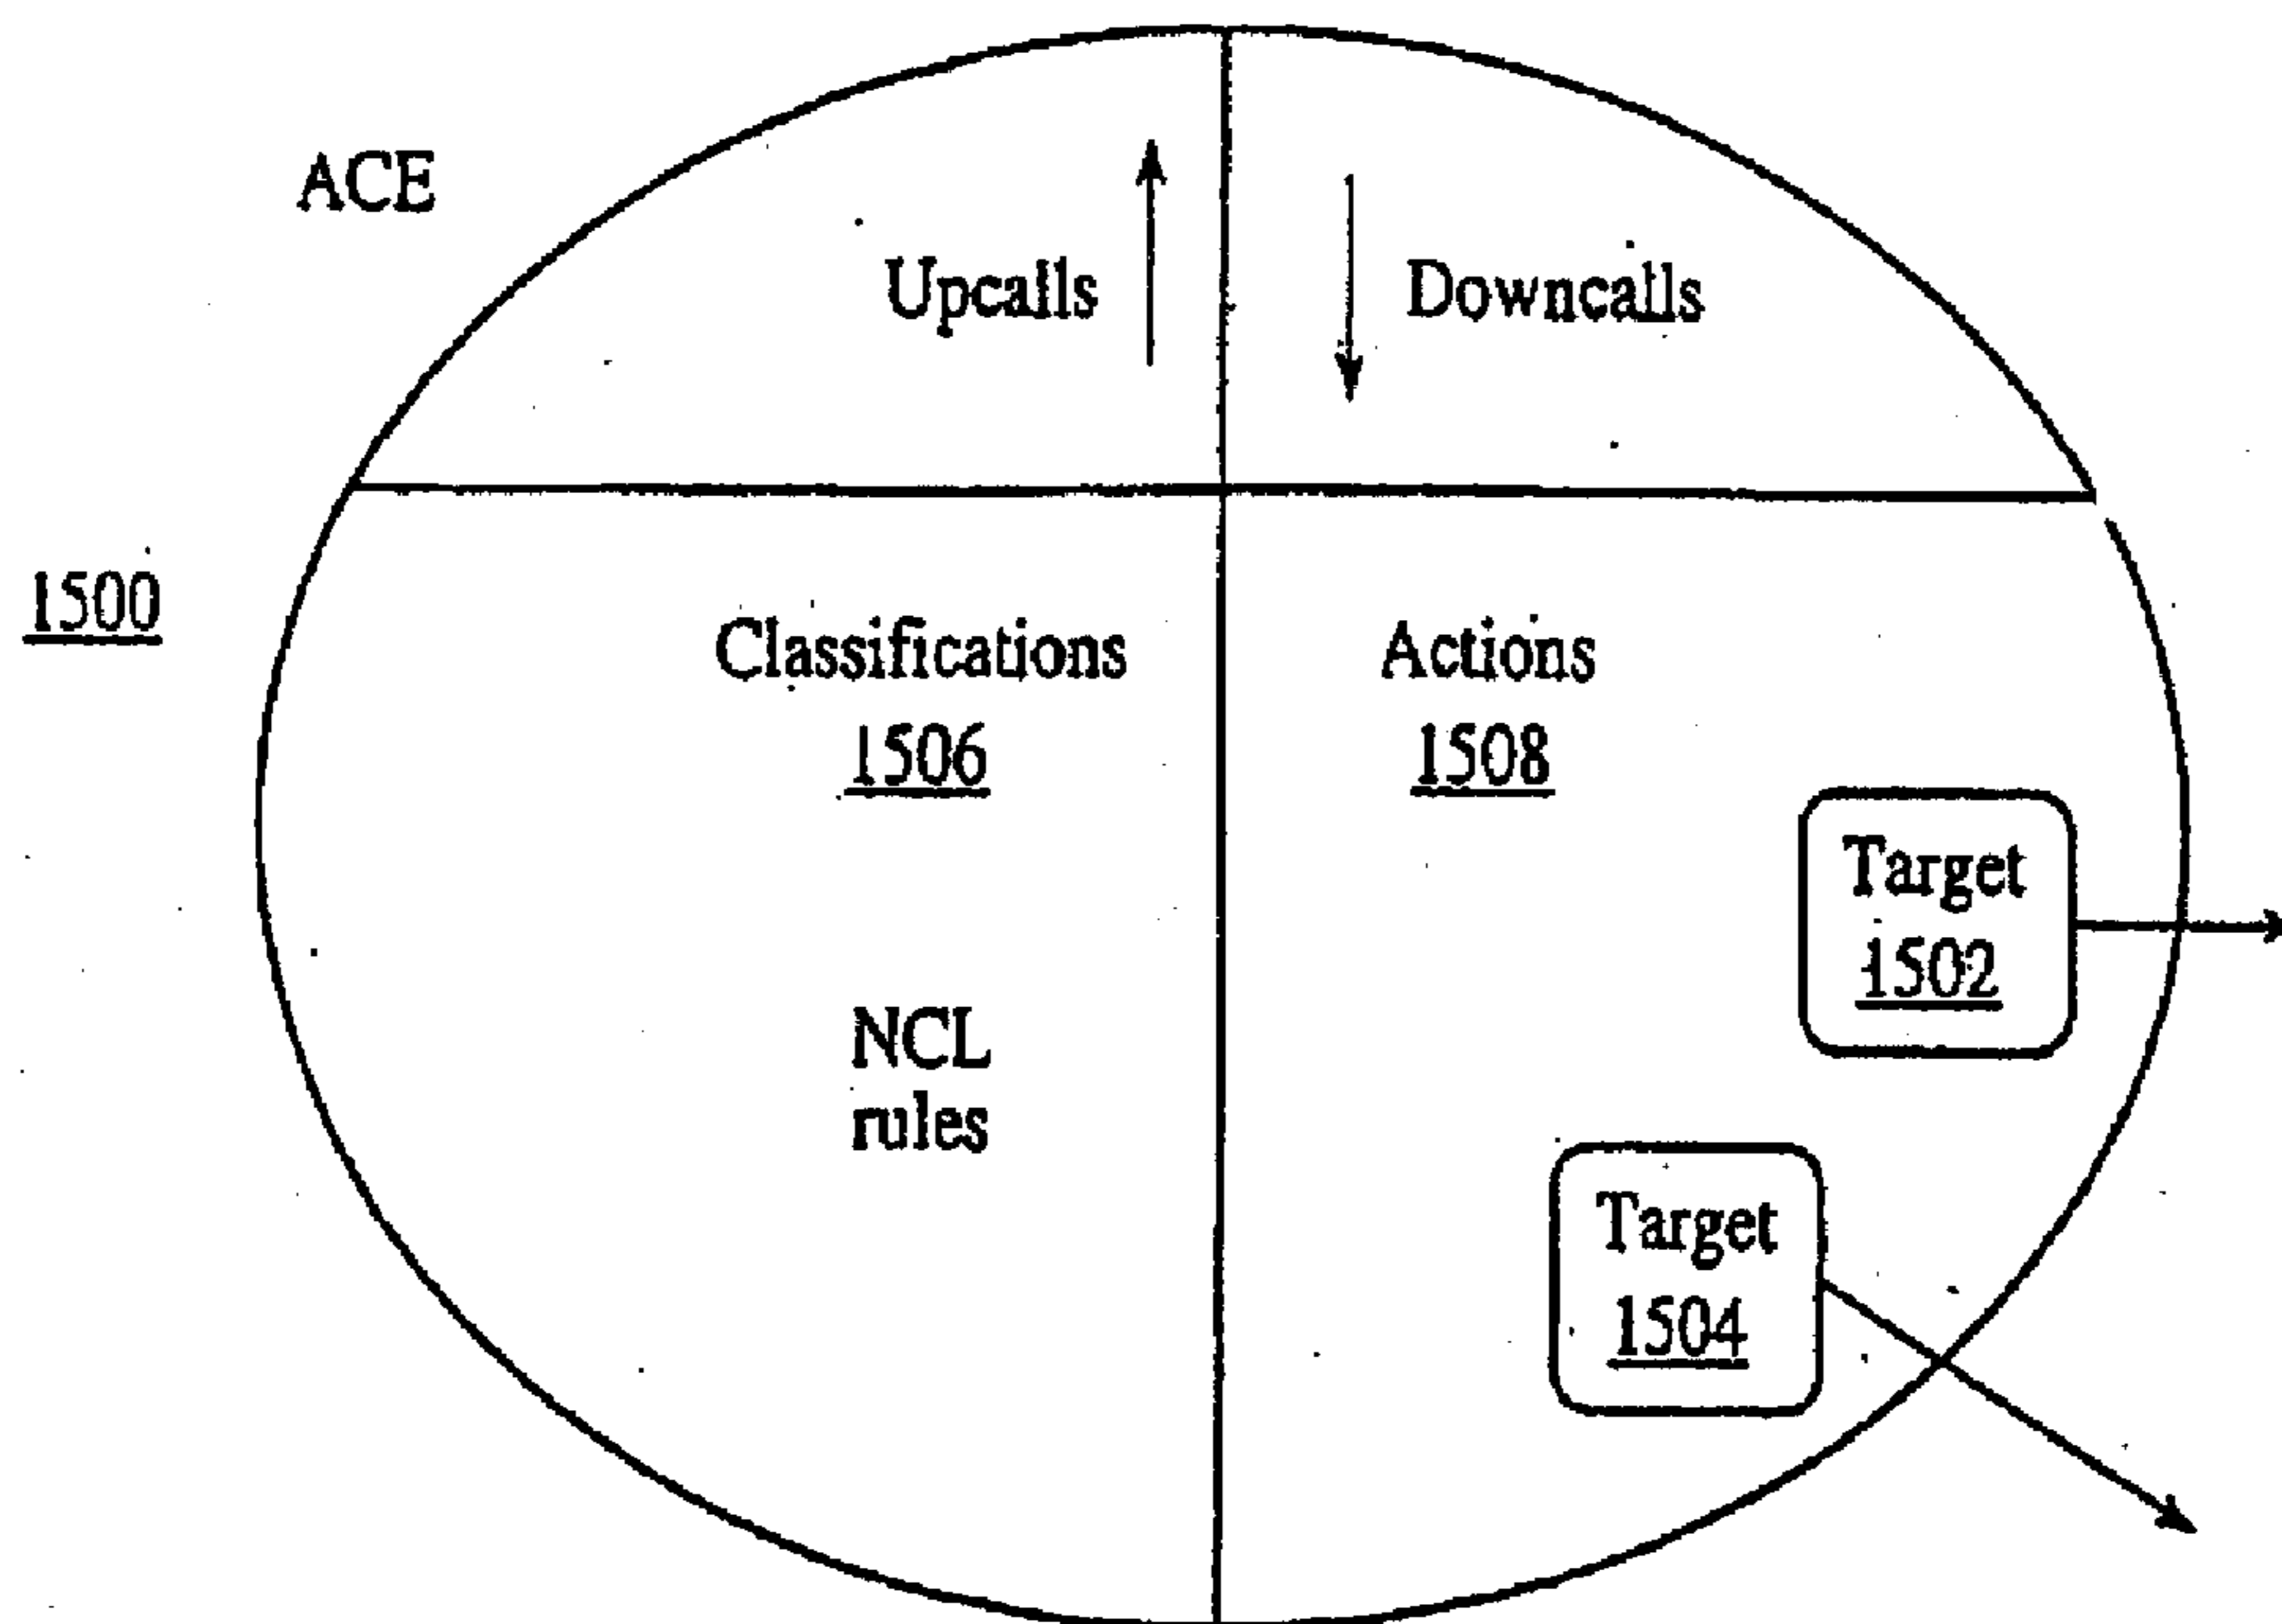 ACE
Upcalls
Downcalls
1500
Classifications
1506
Actions
1508
Target
1502
NCL
rules
Target
1504